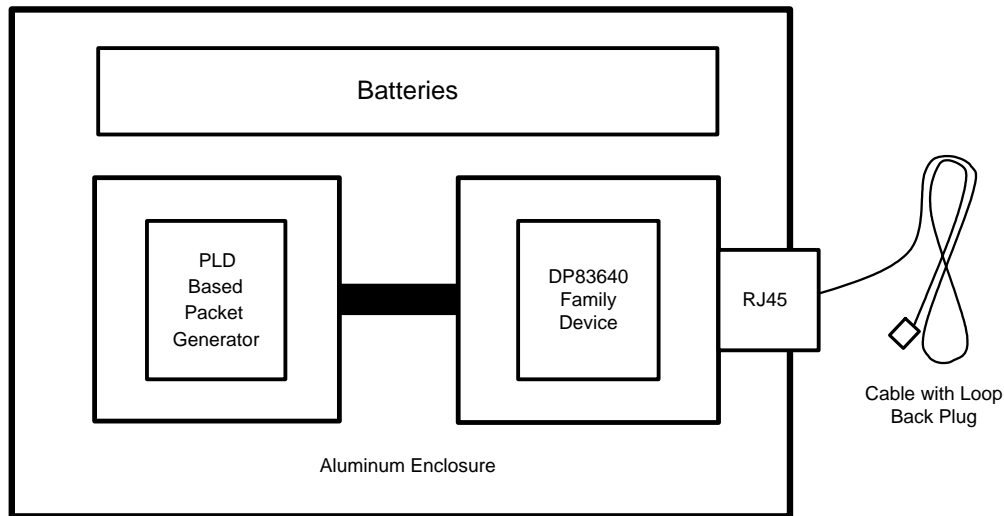 Batteries
PLD
Based
Packet
Generator
DP83640
Family
Device
RJ45
Cable with Loop
Back Plug
Aluminum Enclosure